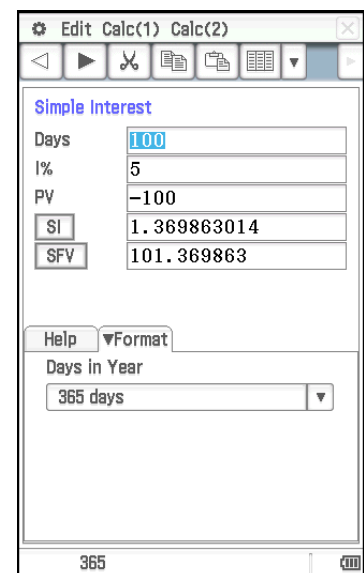 Edit Calc(1) Calc(2)
Simple Interest
Days 100
I% 5
PV -100
SI 1.369863014
SFV 101.369863
Help ▼Format
Days in Year
365 days
365